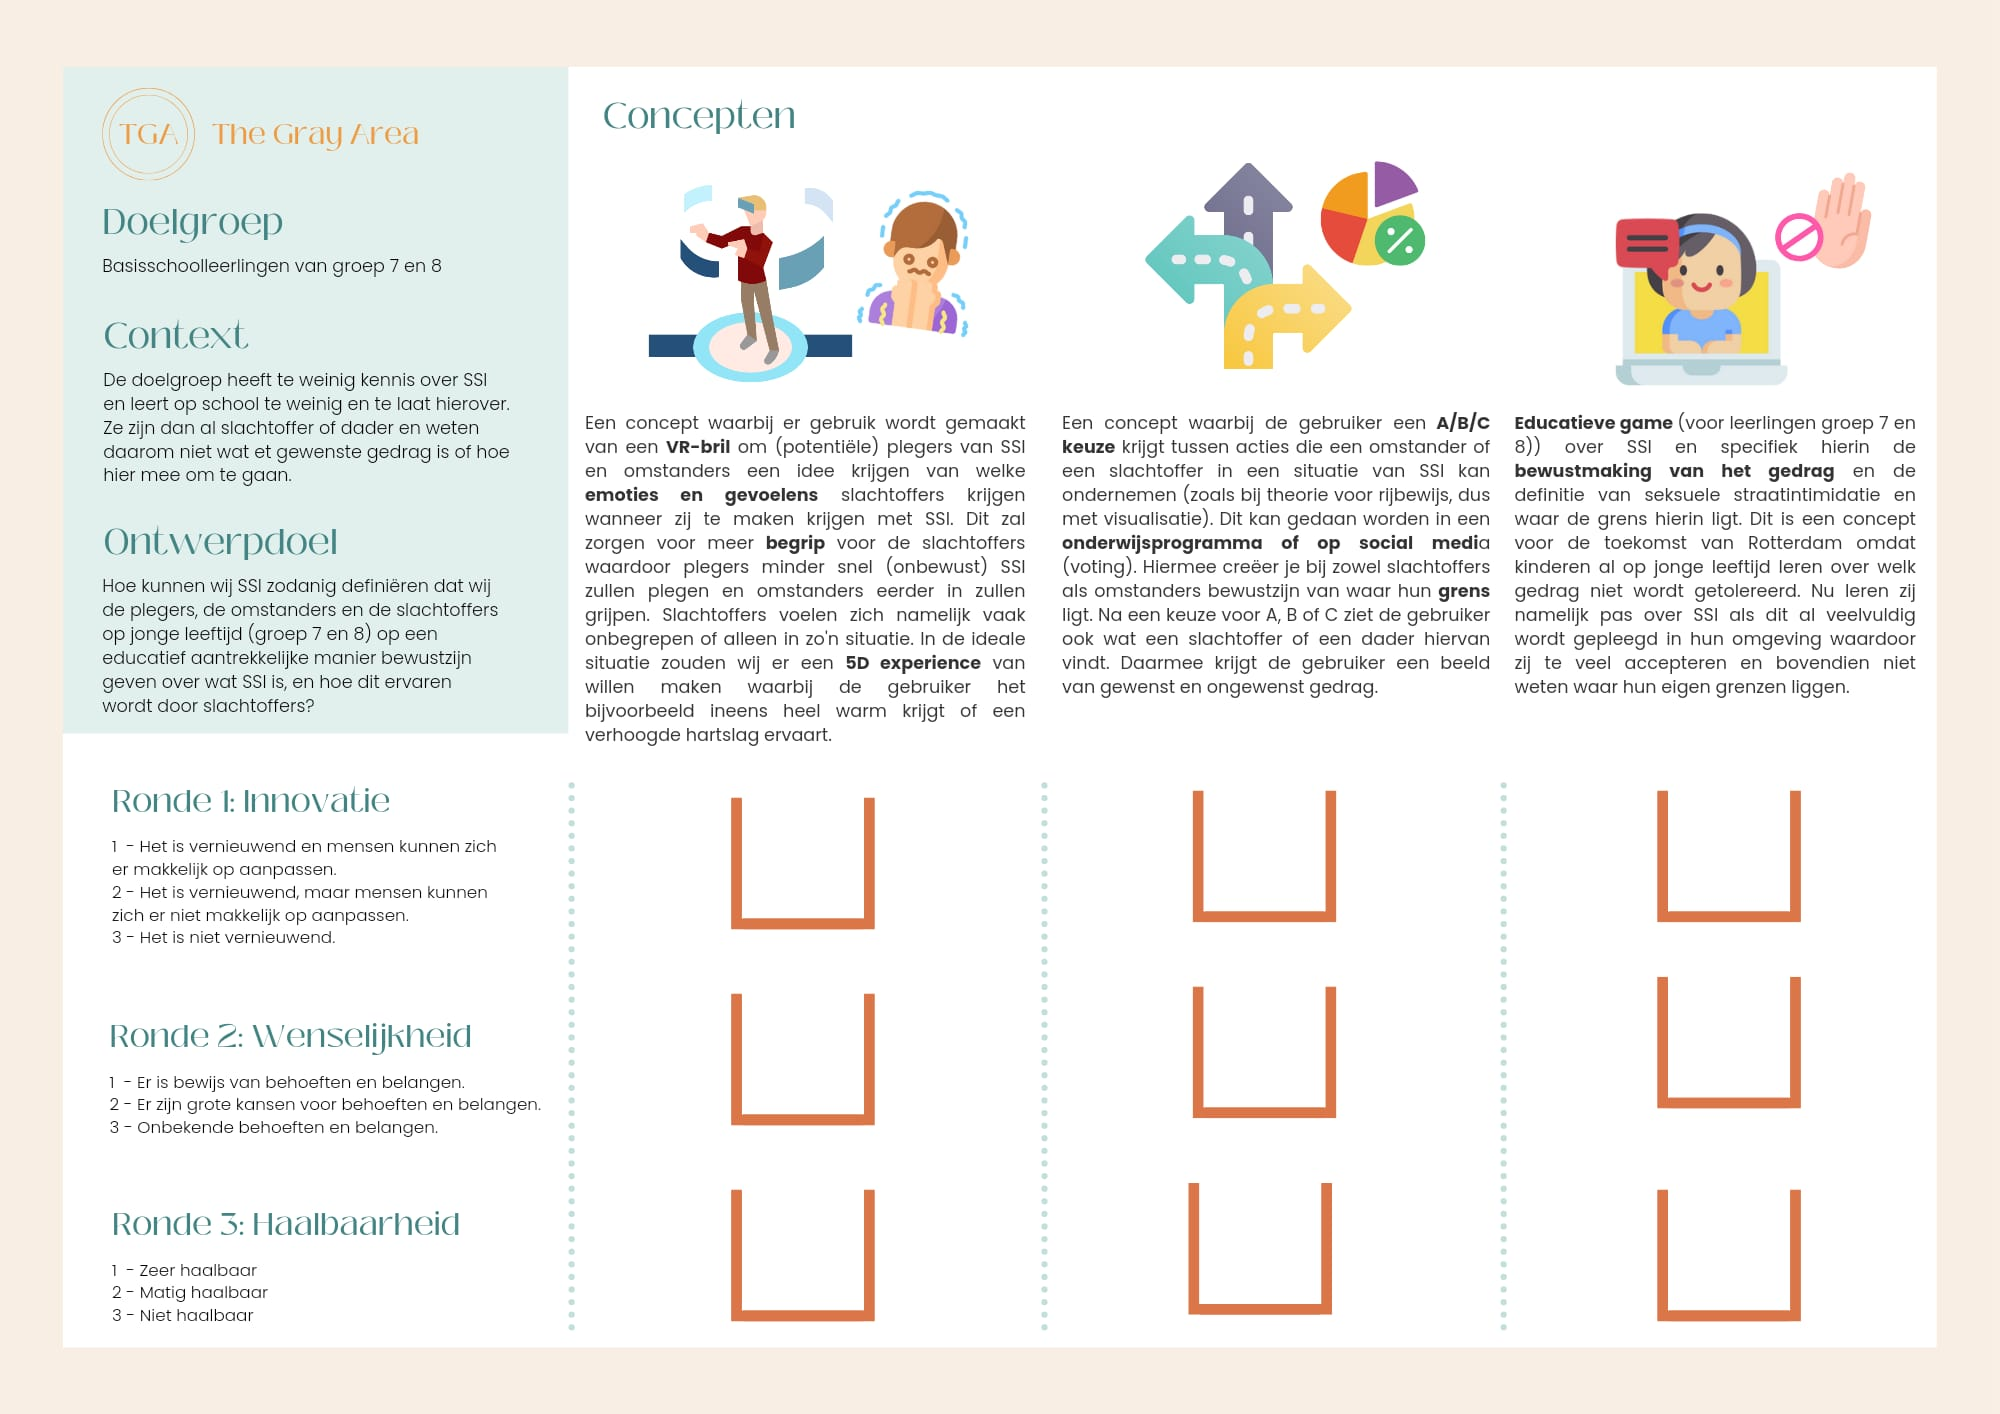 TGA
The Gray Area
Doelgroep
Basisschoolleerlingen van groep 7 en 8
Context
De doelgroep heeft te weinig kennis over SSI
en leert op school te weinig en te laat hierover.
Ze zijn dan al slachtoffer of dader en weten
daarom niet wat et gewenste gedrag is of hoe
hier mee om te gaan.
Ontwerpdoel
Hoe kunnen wij SSI zodanig definiëren dat wij
de plegers, de omstanders en de slachtoffers
op jonge leeftijd (groep 7 en 8) op een
educatief aantrekkelijke manier bewustzijn
geven over wat SSI is, en hoe dit ervaren
wordt door slachtoffers?
Concepten
Een concept waarbij er gebruik wordt gemaakt
van een VR-bril om (potentiële) plegers van SSI
en omstanders een idee krijgen van welke
emoties en gevoelens slachtoffers krijgen
wanneer zij te maken krijgen met SSI. Dit zal
zorgen voor meer begrip voor de slachtoffers
waardoor plegers minder snel (onbewust) SSI
zullen plegen en omstanders eerder in zullen
grijpen. Slachtoffers voelen zich namelijk vaak
onbegrepen of alleen in zo'n situatie. In de ideale
situatie zouden wij er een 5D experience van
willen maken waarbij de gebruiker het
bijvoorbeeld ineens heel warm krijgt of een
verhoogde hartslag ervaart.
Een concept waarbij de gebruiker een A/B/C
keuze krijgt tussen acties die een omstander of
een slachtoffer in een situatie van SSI kan
ondernemen (zoals bij theorie voor rijbewijs, dus
met visualisatie). Dit kan gedaan worden in een
onderwijsprogramma of op social media
(voting). Hiermee creëer je bij zowel slachtoffers
als omstanders bewustzijn van waar hun grens
ligt. Na een keuze voor A, B of C ziet de gebruiker
ook wat een slachtoffer of een dader hiervan
vindt. Daarmee krijgt de gebruiker een beeld
van gewenst en ongewenst gedrag.
Educatieve game (voor leerlingen groep 7 en
8)) over SSI en specifiek hierin de
bewustmaking van het gedrag en de
definitie van seksuele straatintimidatie en
waar de grens hierin ligt. Dit is een concept
voor de toekomst van Rotterdam omdat
kinderen al op jonge leeftijd leren over welk
gedrag niet wordt getolereerd. Nu leren zij
namelijk pas over SSI als dit al veelvuldig
wordt gepleegd in hun omgeving waardoor
zij te veel accepteren en bovendien niet
weten waar hun eigen grenzen liggen.
Ronde 1: Innovatie
1 - Het is vernieuwend en mensen kunnen zich
er makkelijk op aanpassen.
2 - Het is vernieuwend, maar mensen kunnen
zich er niet makkelijk op aanpassen.
3 - Het is niet vernieuwend.
Ronde 2: Wenselijkheid
1 - Er is bewijs van behoeften en belangen.
2 - Er zijn grote kansen voor behoeften en belangen.
3 - Onbekende behoeften en belangen.
Ronde 3: Haalbaarheid
1 - Zeer haalbaar
2 - Matig haalbaar
3 - Niet haalbaar